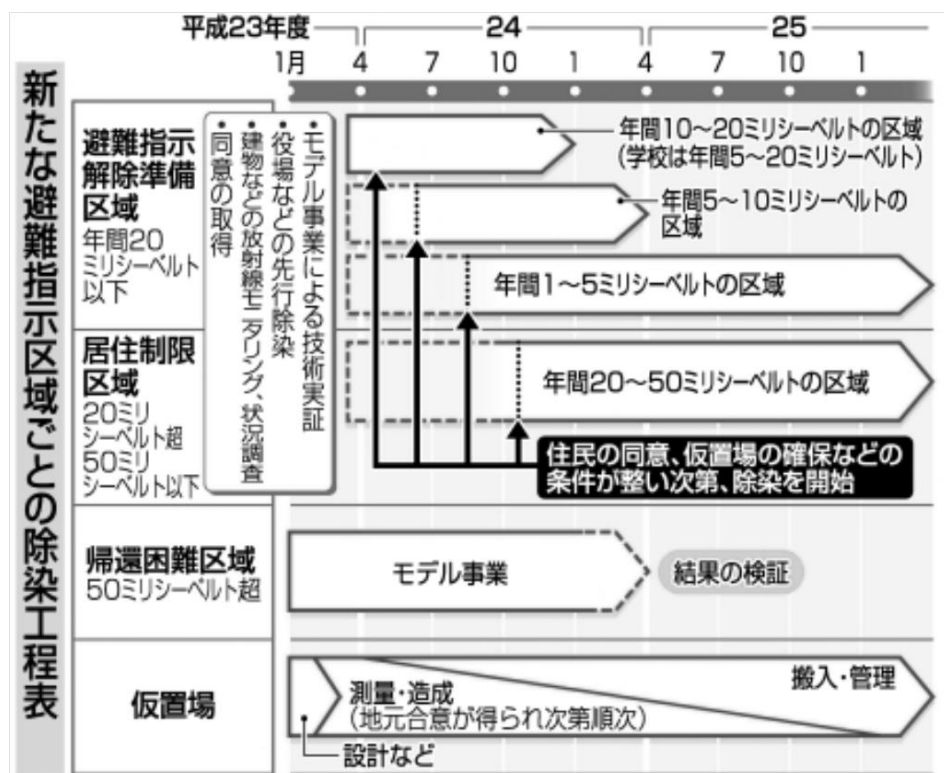 新たな避難指示区域ごとの除染工程表
平成23年度
24
25
1月
4
7
10
1
4
7
10
1
避難指示
解除準備
区域
年間20
ミリシーベルト
以下
・モデル事業による技術実証
・役場などの先行除染
・建物などの放射線モニタリング、状況調査
・同意の取得
年間10〜20ミリシーベルトの区域
(学校は年間5〜20ミリシーベルト)
年間5〜10ミリシーベルトの
区域
年間1〜5ミリシーベルトの区域
居住制限
区域
20ミリ
シーベルト超
50ミリ
シーベルト以下
年間20〜50ミリシーベルトの区域
住民の同意、仮置場の確保などの
条件が整い次第、除染を開始
帰還困難区域
50ミリシーベルト超
モデル事業
結果の検証
仮置場
測量・造成
(地元合意が得られ次第順次)
搬入・管理
設計など